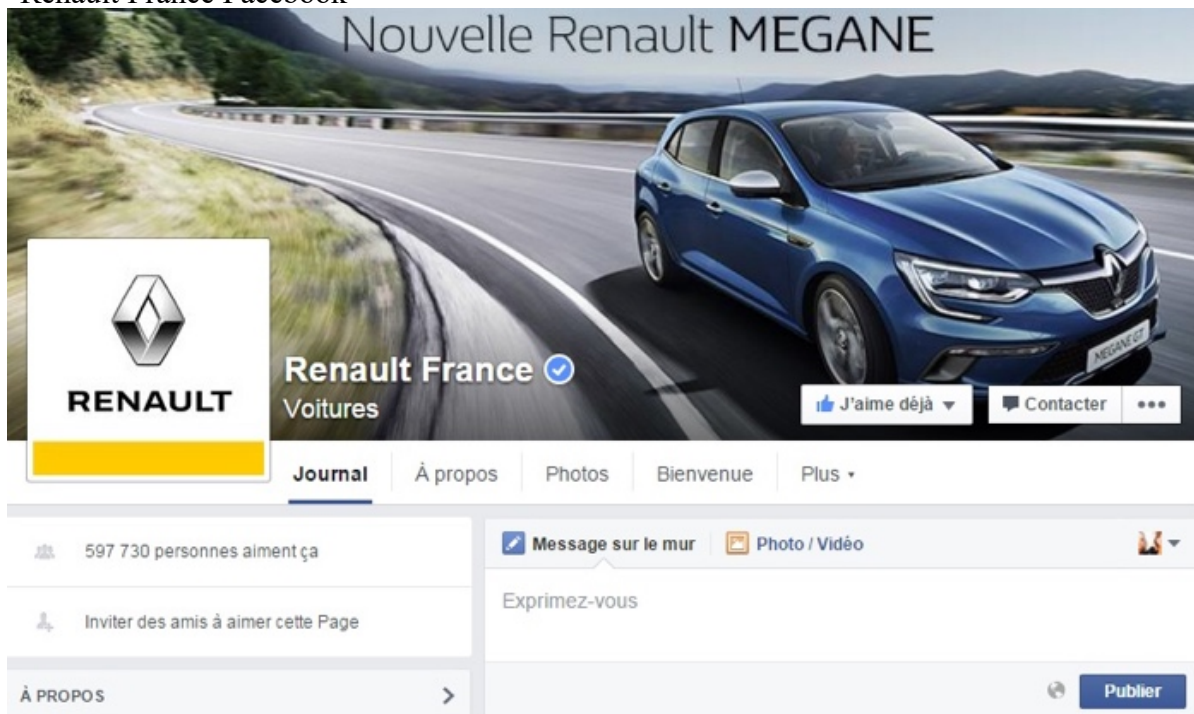 Renault France Facebook
Nouvelle Renault MEGANE
MEGANE GT
RENAULT
Renault France
Voitures
J'aime déjà
Contacter
Journal
À propos
Photos
Bienvenue
Plus
597 730 personnes aiment ça
Inviter des amis à aimer cette Page
À PROPOS
Message sur le mur
Photo / Vidéo
Exprimez-vous
Publier